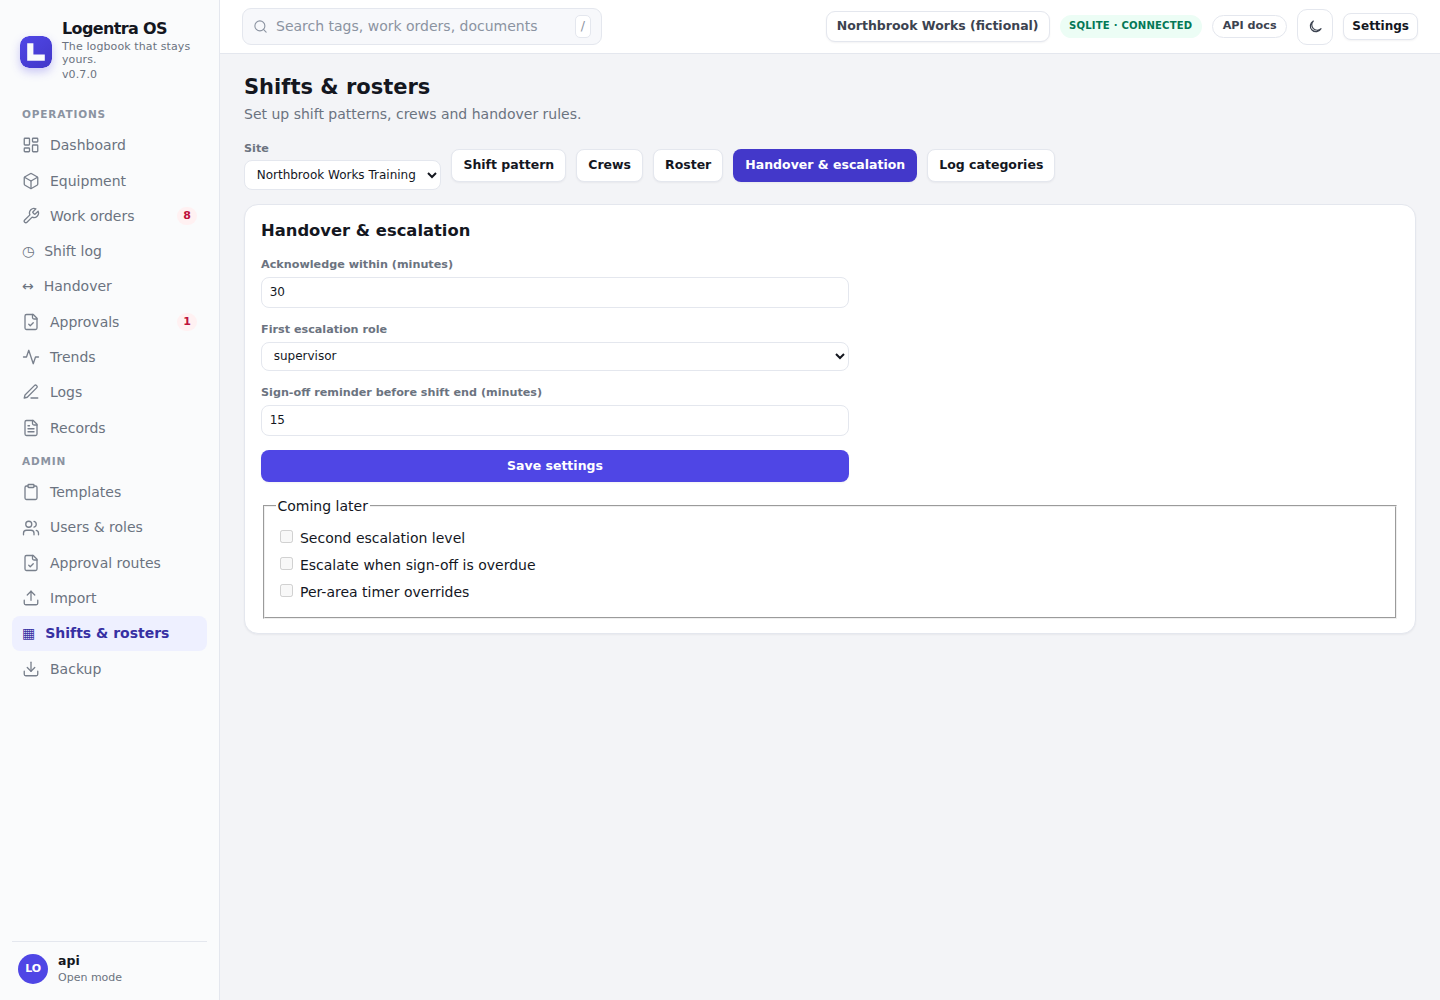 Logentra OS
The logbook that stays
yours.
v0.7.0
Search tags, work orders, documents
/
Northbrook Works (fictional)
SQLITE · CONNECTED
API docs
Settings
OPERATIONS
Dashboard
Equipment
Work orders 8
Shift log
Handover
Approvals 1
Trends
Logs
Records
ADMIN
Templates
Users & roles
Approval routes
Import
Shifts & rosters
Backup
LO
api
Open mode
Shifts & rosters
Set up shift patterns, crews and handover rules.
Site
Northbrook Works Training
Shift pattern
Crews
Roster
Handover & escalation
Log categories
Handover & escalation
Acknowledge within (minutes)
30
First escalation role
supervisor
Sign-off reminder before shift end (minutes)
15
Save settings
Coming later
Second escalation level
Escalate when sign-off is overdue
Per-area timer overrides